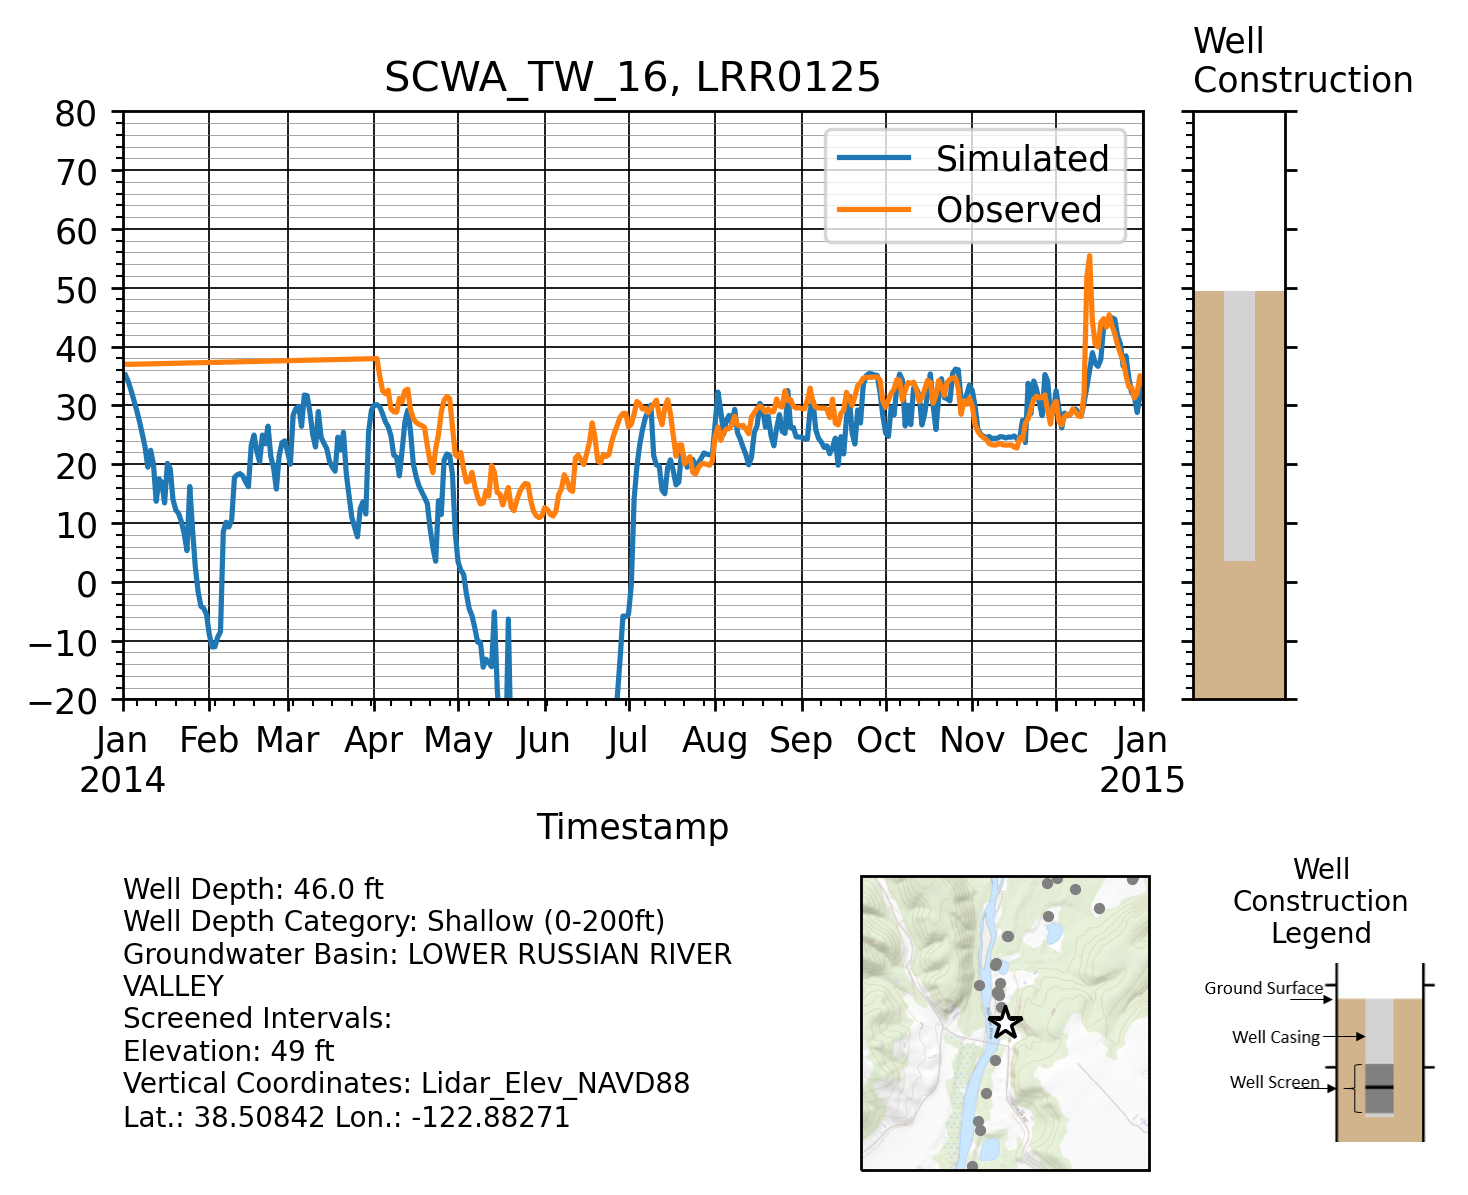 Well
Construction
SCWA_TW_16, LRR0125
80
70
60
50
40
30
20
10
0
−10
−20
Simulated
Observed
Jan
2014
Feb
Mar
Apr
May
Jun
Jul
Aug
Sep
Oct
Nov
Dec
Jan
2015
Timestamp
Well Depth: 46.0 ft
Well Depth Category: Shallow (0-200ft)
Groundwater Basin: LOWER RUSSIAN RIVER
VALLEY
Screened Intervals:
Elevation: 49 ft
Vertical Coordinates: Lidar_Elev_NAVD88
Lat.: 38.50842 Lon.: -122.88271
Well
Construction
Legend
Ground Surface
Well Casing
Well Screen